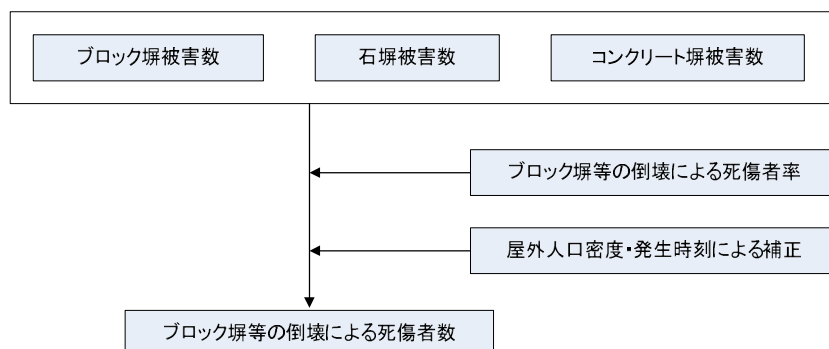 ブロック塀被害数
石塀被害数
コンクリート塀被害数
ブロック塀等の倒壊による死傷者率
屋外人口密度・発生時刻による補正
ブロック塀等の倒壊による死傷者数